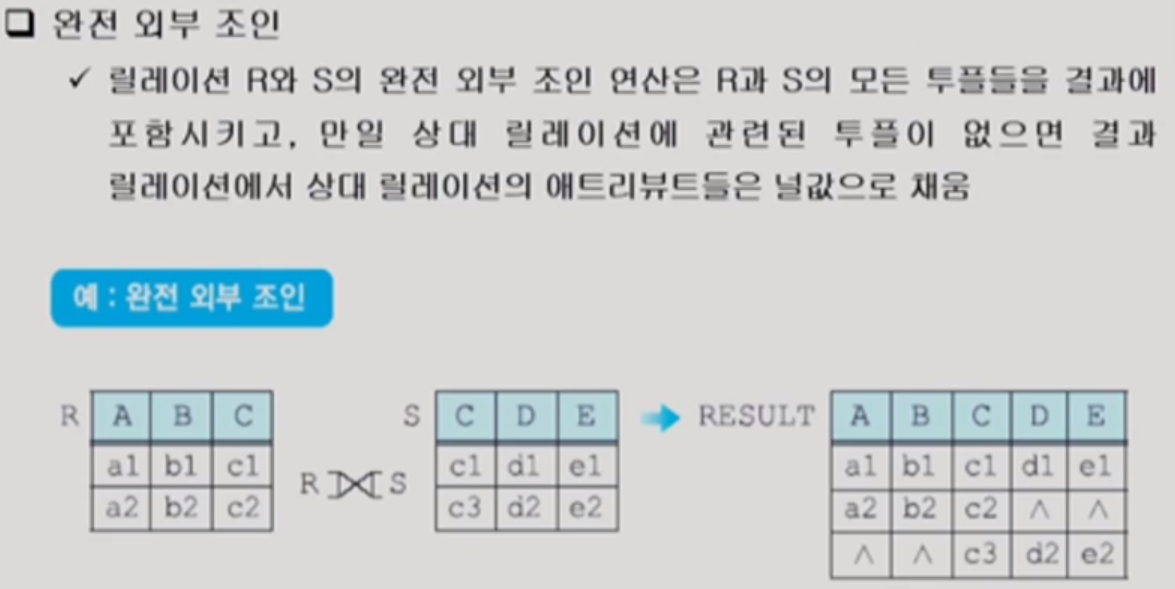 ❑ 완전 외부 조인
✓ 릴레이션 R와 S의 완전 외부 조인 연산은 R과 S의 모든 투플들을 결과에
포함시키고, 만일 상대 릴레이션에 관련된 투플이 없으면 결과
릴레이션에서 상대 릴레이션의 애트리뷰트들은 널값으로 채움
예 : 완전 외부 조인
R A B C
a1 b1 c1
a2 b2 c2
R ⟗ S
S C D E
c1 d1 e1
c3 d2 e2
RESULT A B C D E
a1 b1 c1 d1 e1
a2 b2 c2 ∧ ∧
∧ ∧ c3 d2 e2